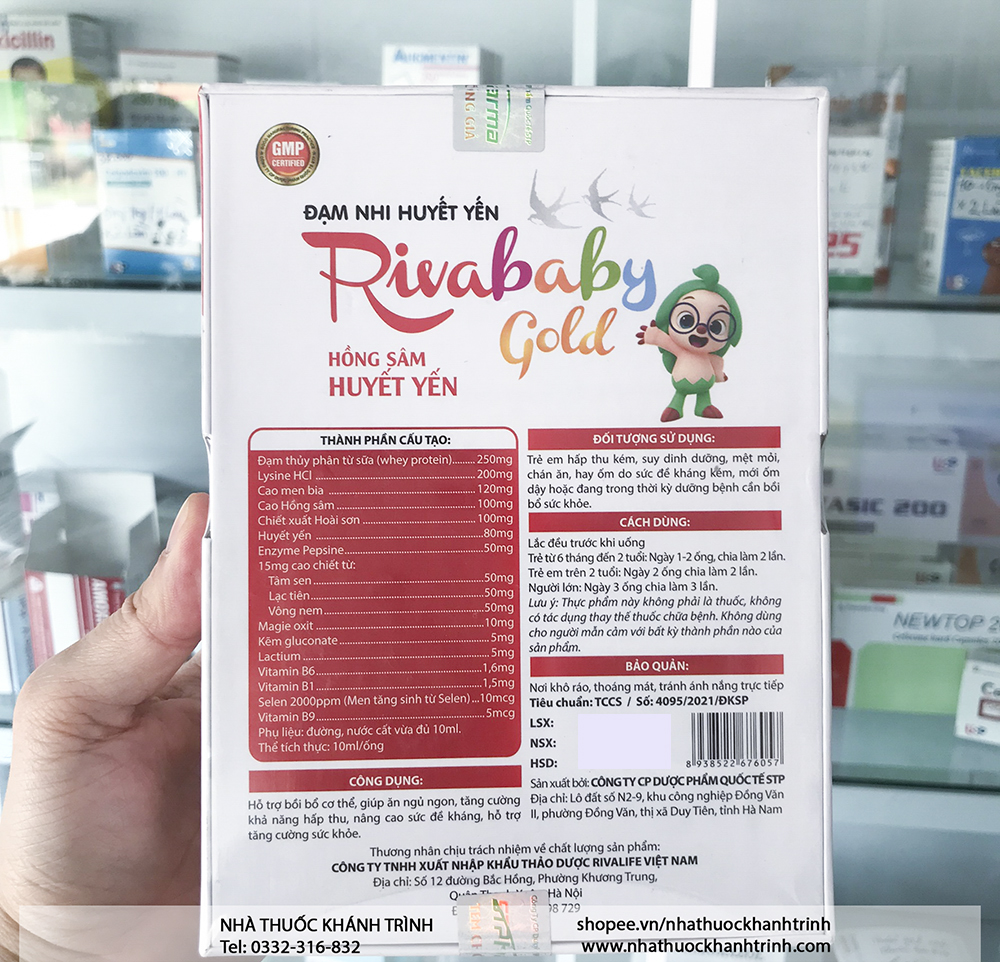 xicillin
AUGMENTIN
arma
ONG GIA
GMP
CERTIFIED
ĐẠM NHI HUYẾT YẾN
Rivababy
Gold
HỒNG SÂM
HUYẾT YẾN
THÀNH PHẦN CẤU TẠO:
Đạm thủy phân từ sữa (whey protein)........250mg
Lysine HCl ........200mg
Cao men bia ........120mg
Cao Hồng sâm........100mg
Chiết xuất Hoài sơn........100mg
Huyết yến ........80mg
Enzyme Pepsine........50mg
15mg cao chiết từ:
Tâm sen........50mg
Lạc tiên........50mg
Vông nem........50mg
Magie oxit ........10mg
Kẽm gluconate........5mg
Lactium........5mg
Vitamin B6........1,6mg
Vitamin B1........1,5mg
Selen 2000ppm (Men tăng sinh từ Selen)...10mcg
Vitamin B9........5mcg
Phụ liệu: đường, nước cất vừa đủ 10ml.
Thể tích thực: 10ml/ống
CÔNG DỤNG:
Hỗ trợ bồi bổ cơ thể, giúp ăn ngủ ngon, tăng cường
khả năng hấp thu, nâng cao sức đề kháng, hỗ trợ
tăng cường sức khỏe.
ĐỐI TƯỢNG SỬ DỤNG:
Trẻ em hấp thu kém, suy dinh dưỡng, mệt mỏi,
chán ăn, hay ốm do sức đề kháng kém, mới ốm
dậy hoặc đang trong thời kỳ dưỡng bệnh cần bồi
bổ sức khỏe.
CÁCH DÙNG:
Lắc đều trước khi uống
Trẻ từ 6 tháng đến 2 tuổi: Ngày 1-2 ống, chia làm 2 lần.
Trẻ em trên 2 tuổi: Ngày 2 ống chia làm 2 lần.
Người lớn: Ngày 3 ống chia làm 3 lần.
Lưu ý: Thực phẩm này không phải là thuốc, không
có tác dụng thay thế thuốc chữa bệnh. Không dùng
cho người mẫn cảm với bất kỳ thành phần nào của
sản phẩm.
BẢO QUẢN:
Nơi khô ráo, thoáng mát, tránh ánh nắng trực tiếp
Tiêu chuẩn: TCCS / Số: 4095/2021/ĐKSP
LSX:
NSX:
HSD:
8 938522 676057
Sản xuất bởi: CÔNG TY CP DƯỢC PHẨM QUỐC TẾ STP
Địa chỉ: Lô đất số N2-9, khu công nghiệp Đồng Văn
II, phường Đồng Văn, thị xã Duy Tiên, tỉnh Hà Nam
Thương nhân chịu trách nhiệm về chất lượng sản phẩm:
CÔNG TY TNHH XUẤT NHẬP KHẨU THẢO DƯỢC RIVALIFE VIỆT NAM
Địa chỉ: Số 12 đường Bắc Hồng, Phường Khương Trung,
Hà Nội
98 729
ASIC 200
NEWTOP 2
NHÀ THUỐC KHÁNH TRÌNH
Tel: 0332-316-832
shopee.vn/nhathuockhanhtrinh
www.nhathuockhanhtrinh.com